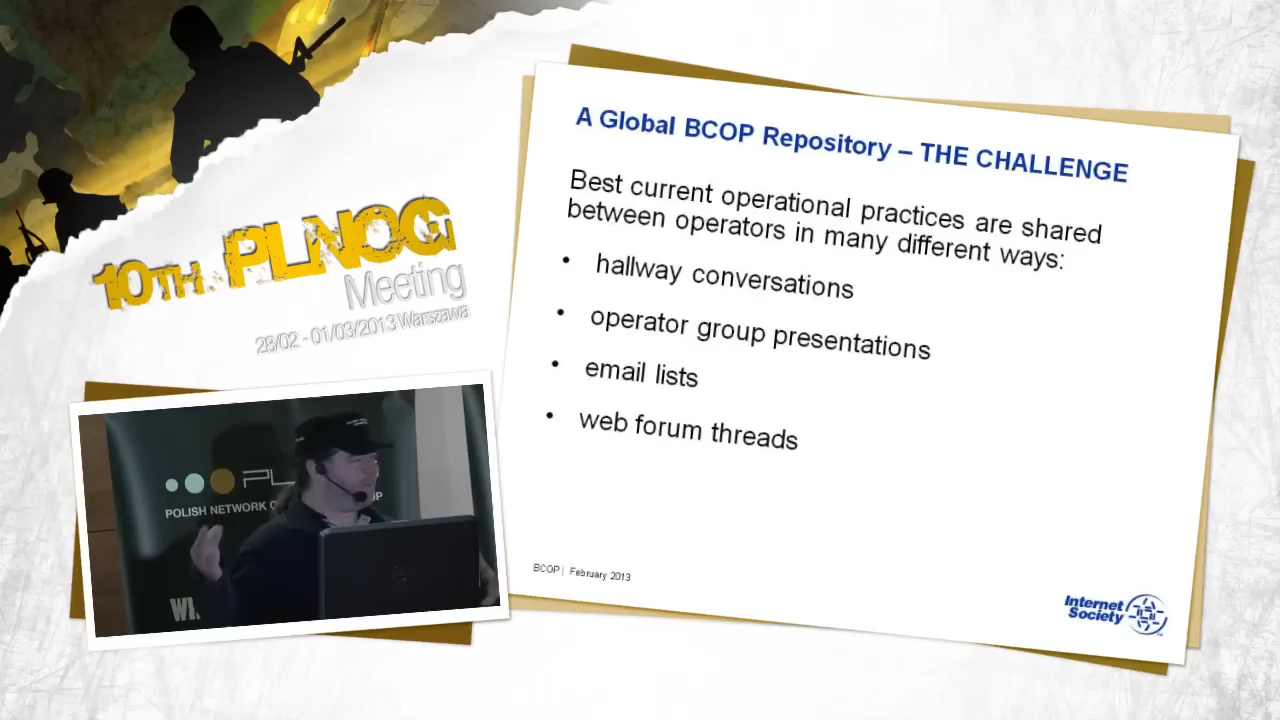 10TH PLNOG
Meeting
28/02 - 01/03/2013 Warszawa
A Global BCOP Repository – THE CHALLENGE
Best current operational practices are shared
between operators in many different ways:
• hallway conversations
• operator group presentations
• email lists
• web forum threads
BCOP | February 2013
Internet
Society
PL
POLISH NETWORK
UP